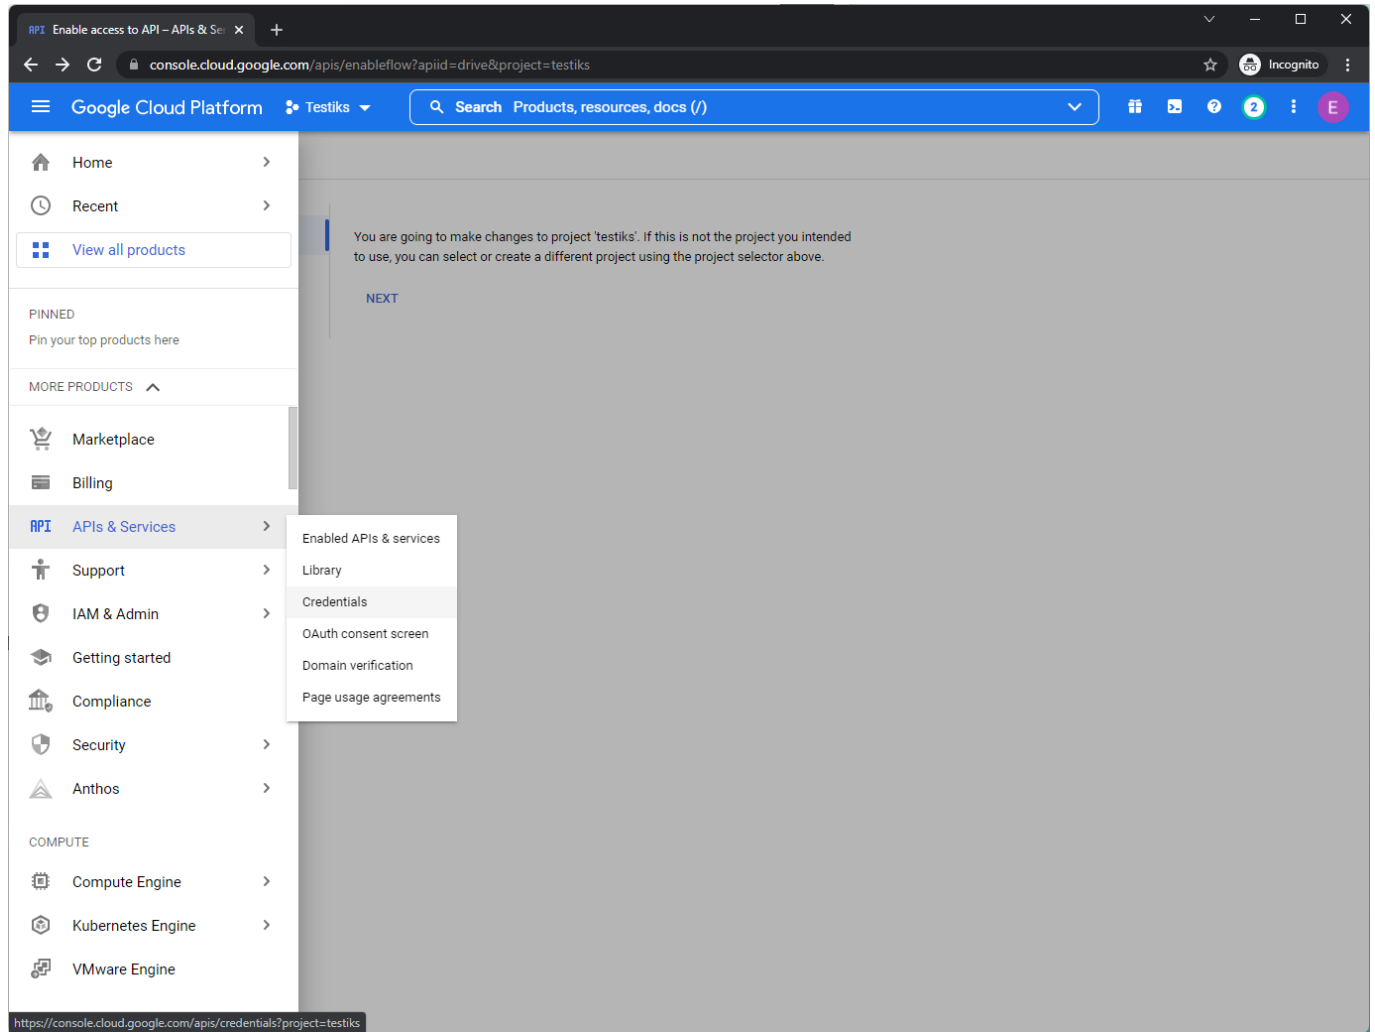 API Enable access to API – APIs & Ser
console.cloud.google.com/apis/enableflow?apiid=drive&project=testiks
Incognito
Google Cloud Platform
Testiks
Search Products, resources, docs (/)
2
E
Home
Recent
View all products
You are going to make changes to project 'testiks'. If this is not the project you intended
to use, you can select or create a different project using the project selector above.
NEXT
PINNED
Pin your top products here
MORE PRODUCTS
Marketplace
Billing
API APIs & Services
Support
IAM & Admin
Getting started
Compliance
Security
Anthos
Enabled APIs & services
Library
Credentials
OAuth consent screen
Domain verification
Page usage agreements
COMPUTE
Compute Engine
Kubernetes Engine
VMware Engine
https://console.cloud.google.com/apis/credentials?project=testiks